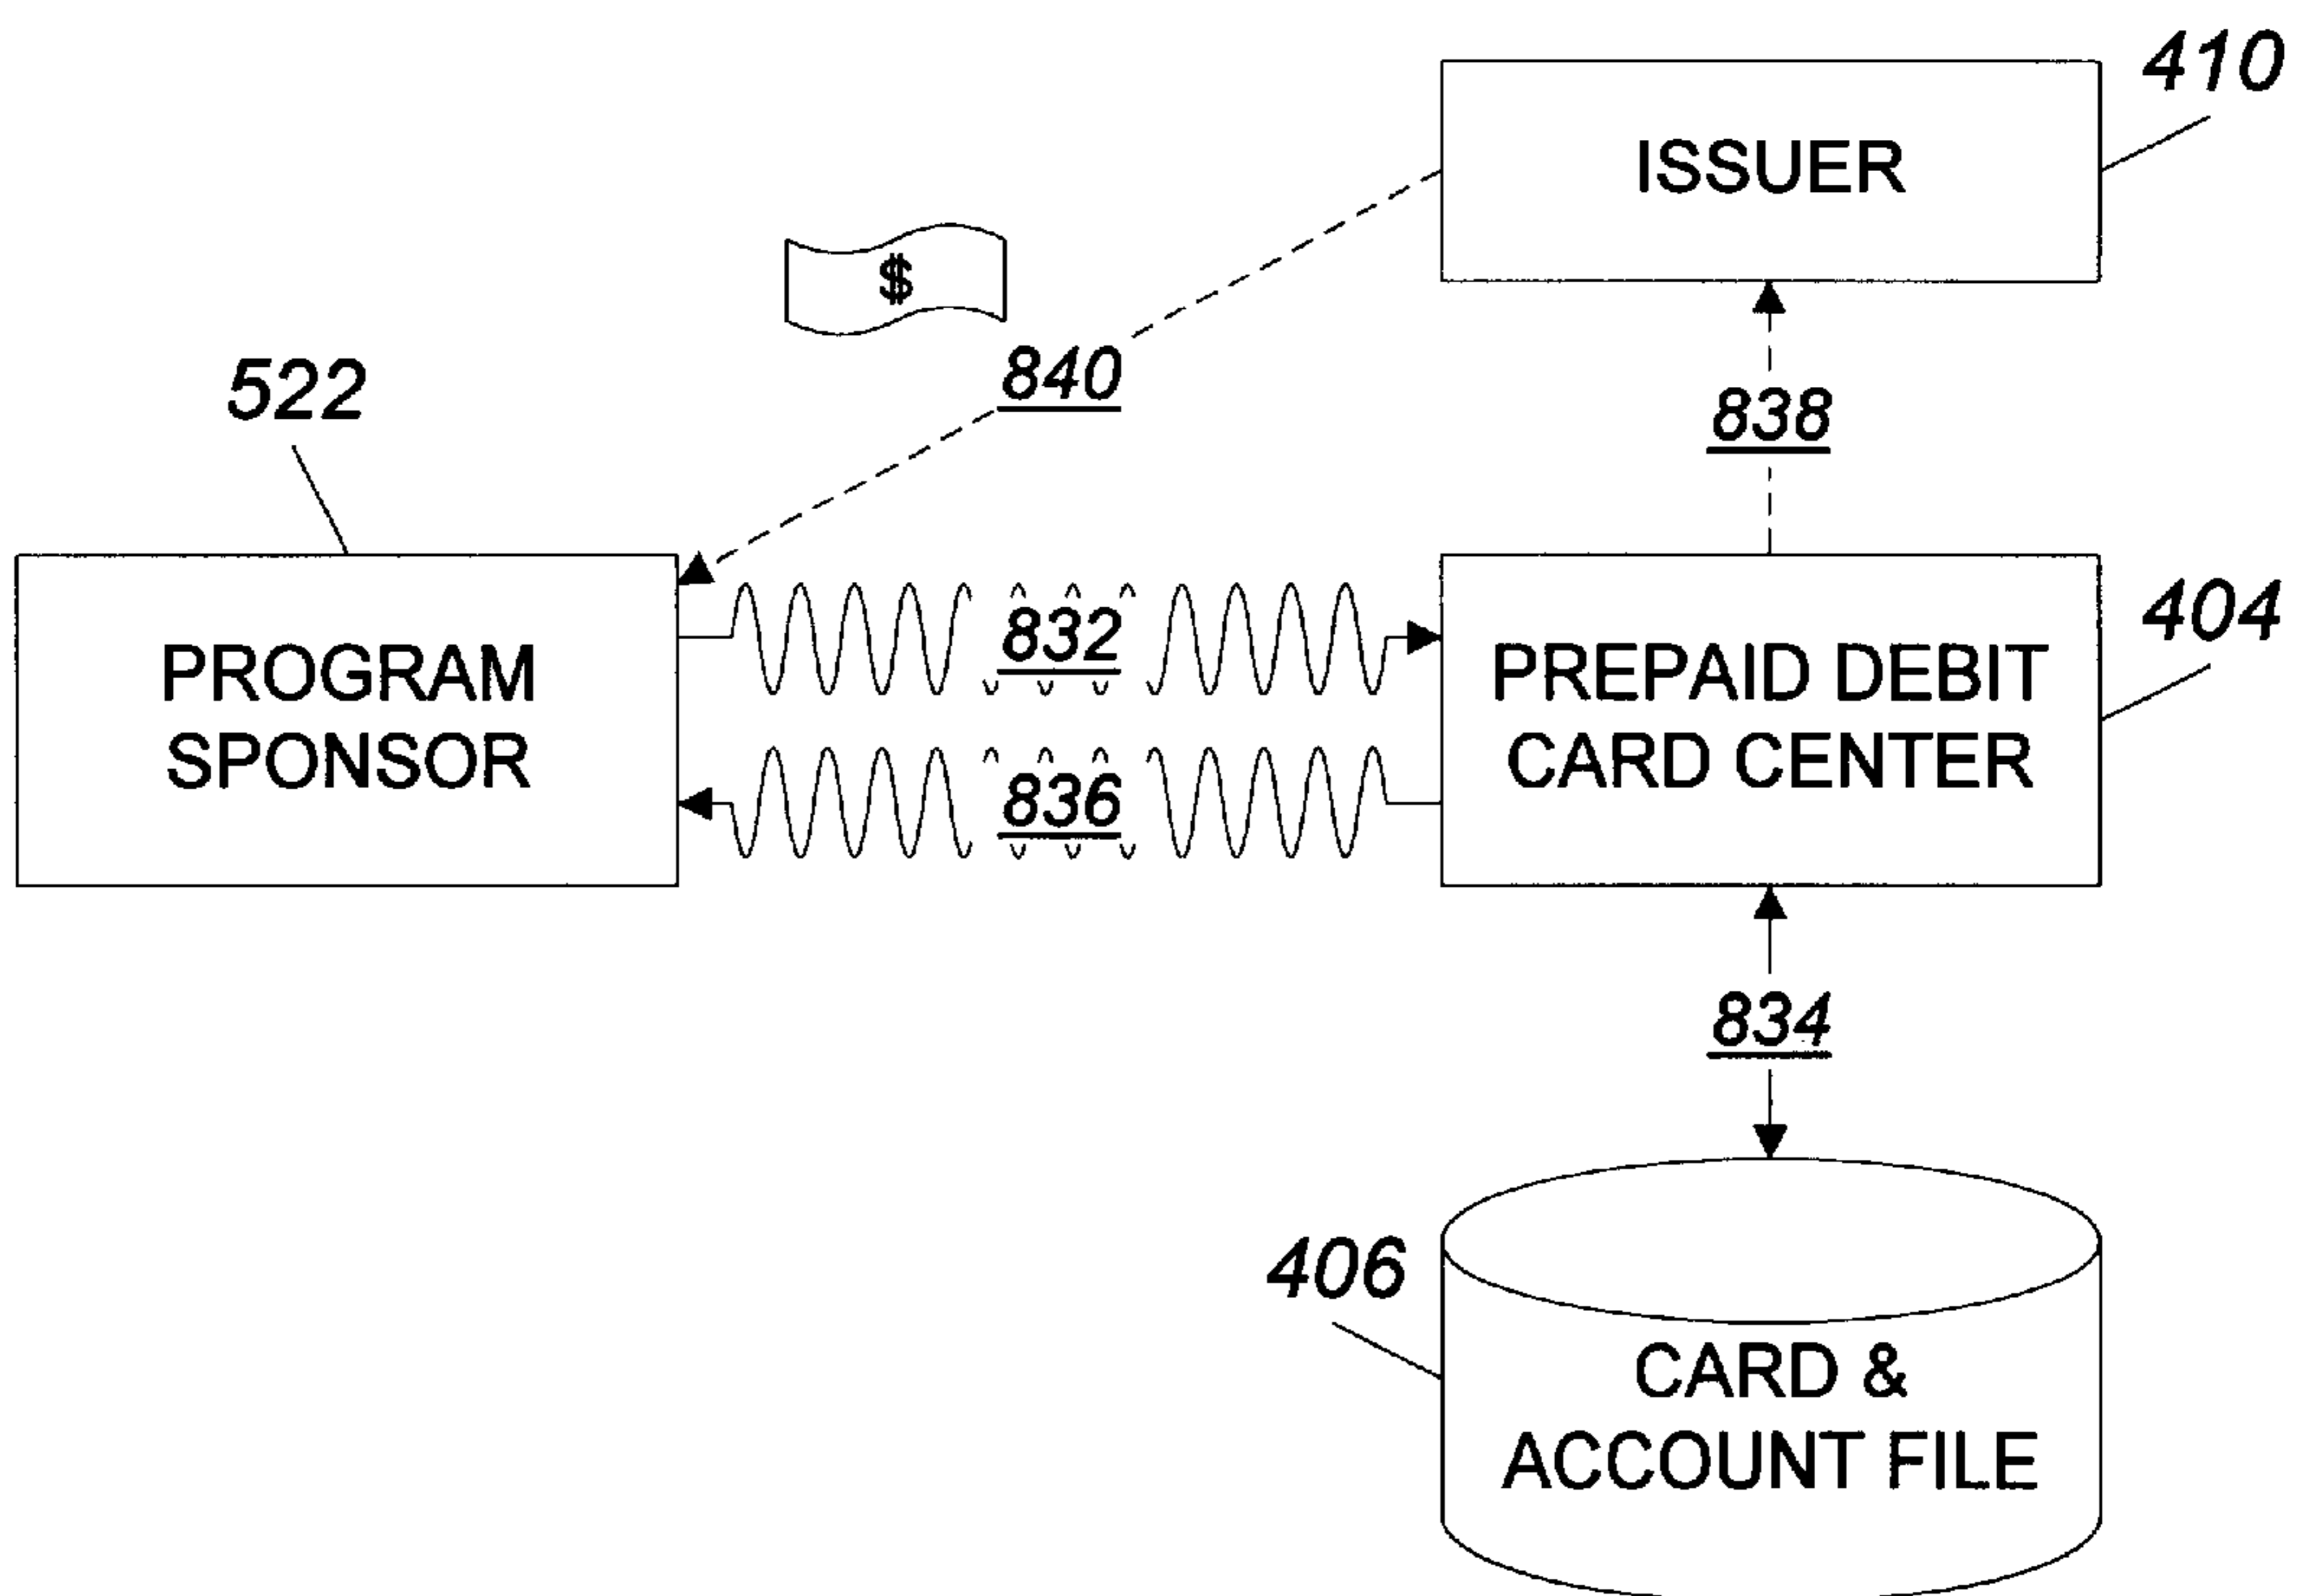 410
ISSUER
$
840
522
838
832
404
PROGRAM
SPONSOR
PREPAID DEBIT
CARD CENTER
836
834
406
CARD &
ACCOUNT FILE